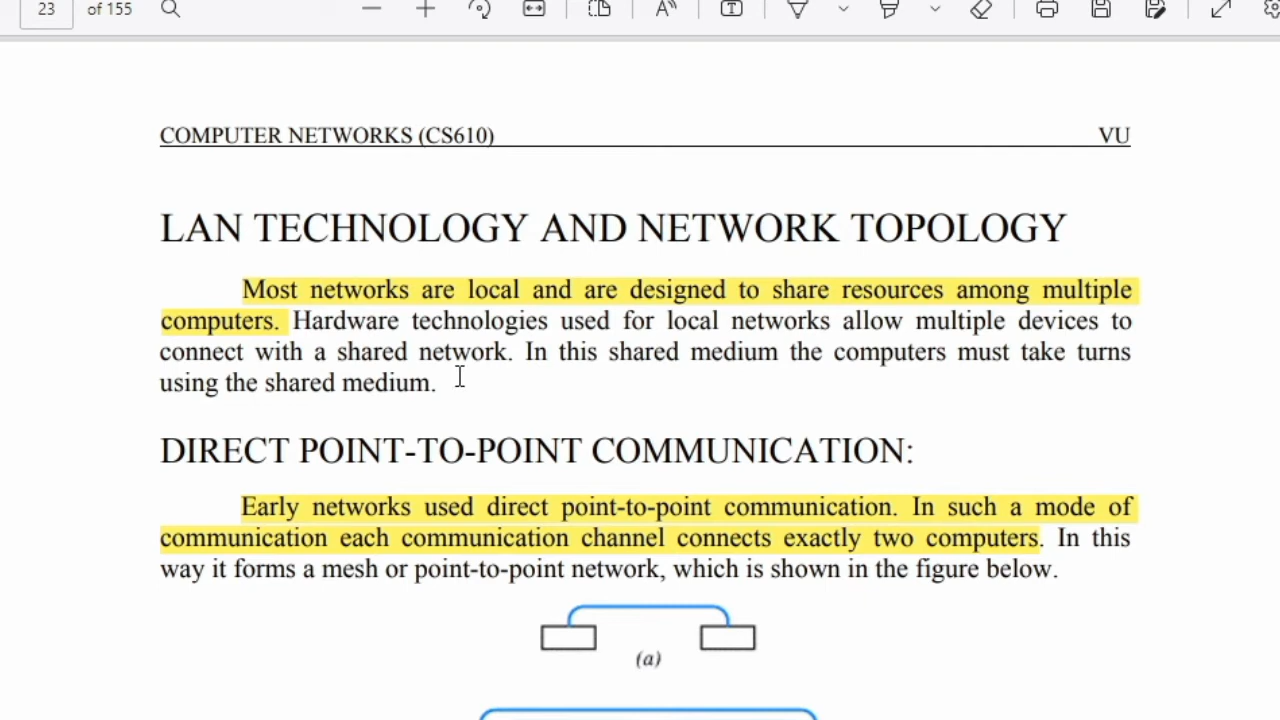 23 of 155
COMPUTER NETWORKS (CS610) VU
LAN TECHNOLOGY AND NETWORK TOPOLOGY
Most networks are local and are designed to share resources among multiple
computers. Hardware technologies used for local networks allow multiple devices to
connect with a shared network. In this shared medium the computers must take turns
using the shared medium.
DIRECT POINT-TO-POINT COMMUNICATION:
Early networks used direct point-to-point communication. In such a mode of
communication each communication channel connects exactly two computers. In this
way it forms a mesh or point-to-point network, which is shown in the figure below.
(a)